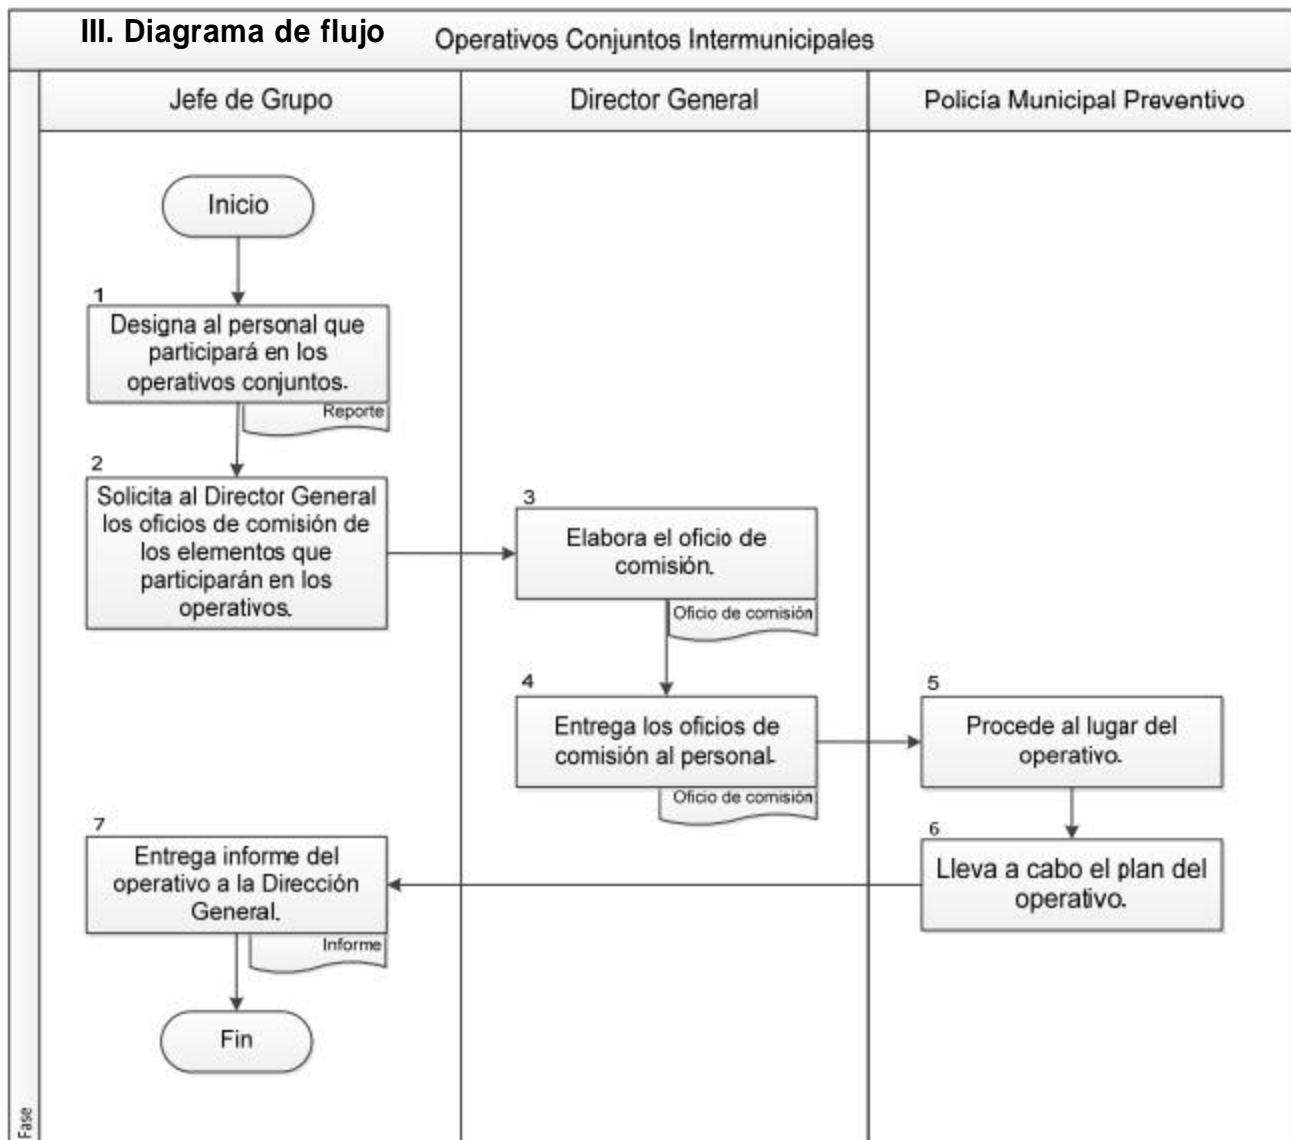 III. Diagrama de flujo
Operativos Conjuntos Intermunicipales
Jefe de Grupo
Director General
Policía Municipal Preventivo
Inicio
1
Designa al personal que
participará en los
operativos conjuntos.
Reporte
2
Solicita al Director General
los oficios de comisión de
los elementos que
participarán en los
operativos.
3
Elabora el oficio de
comisión.
Oficio de comisión
4
Entrega los oficios de
comisión al personal.
Oficio de comisión
5
Procede al lugar del
operativo.
6
Lleva a cabo el plan del
operativo.
7
Entrega informe del
operativo a la Dirección
General.
Informe
Fin
Fase